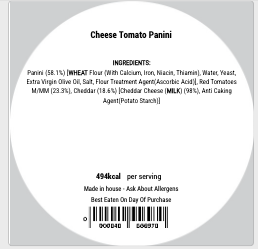 Cheese Tomato Panini
INGREDIENTS:
Panini (58.1%) [WHEAT Flour (With Calcium, Iron, Niacin, Thiamin), Water, Yeast,
Extra Virgin Olive Oil, Salt, Flour Treatment Agent(Ascorbic Acid)], Red Tomatoes
M/MM (23.3%), Cheddar (18.6%) [Cheddar Cheese (MILK) (98%), Anti Caking
Agent(Potato Starch)]
494kcal per serving
Made in house - Ask About Allergens
Best Eaten On Day Of Purchase
0